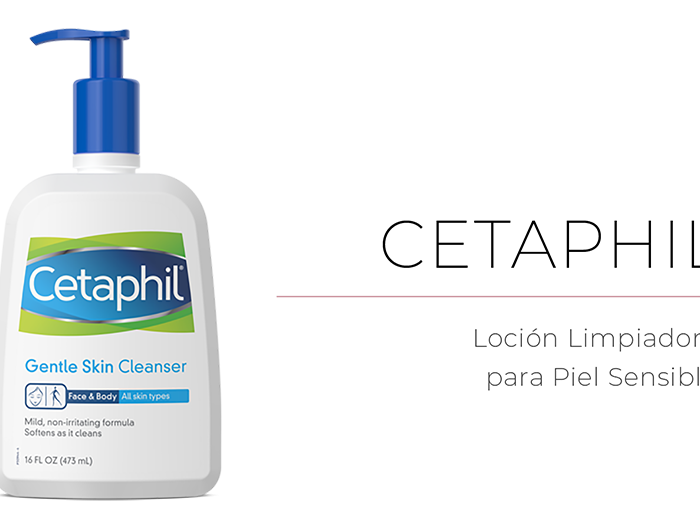 Cetaphil®
Gentle Skin Cleanser
Face & Body All skin types
Mild, non-irritating formula
Softens as it cleans
16 FL OZ (473 mL)
CETAPHIL
Loción Limpiador
para Piel Sensibl